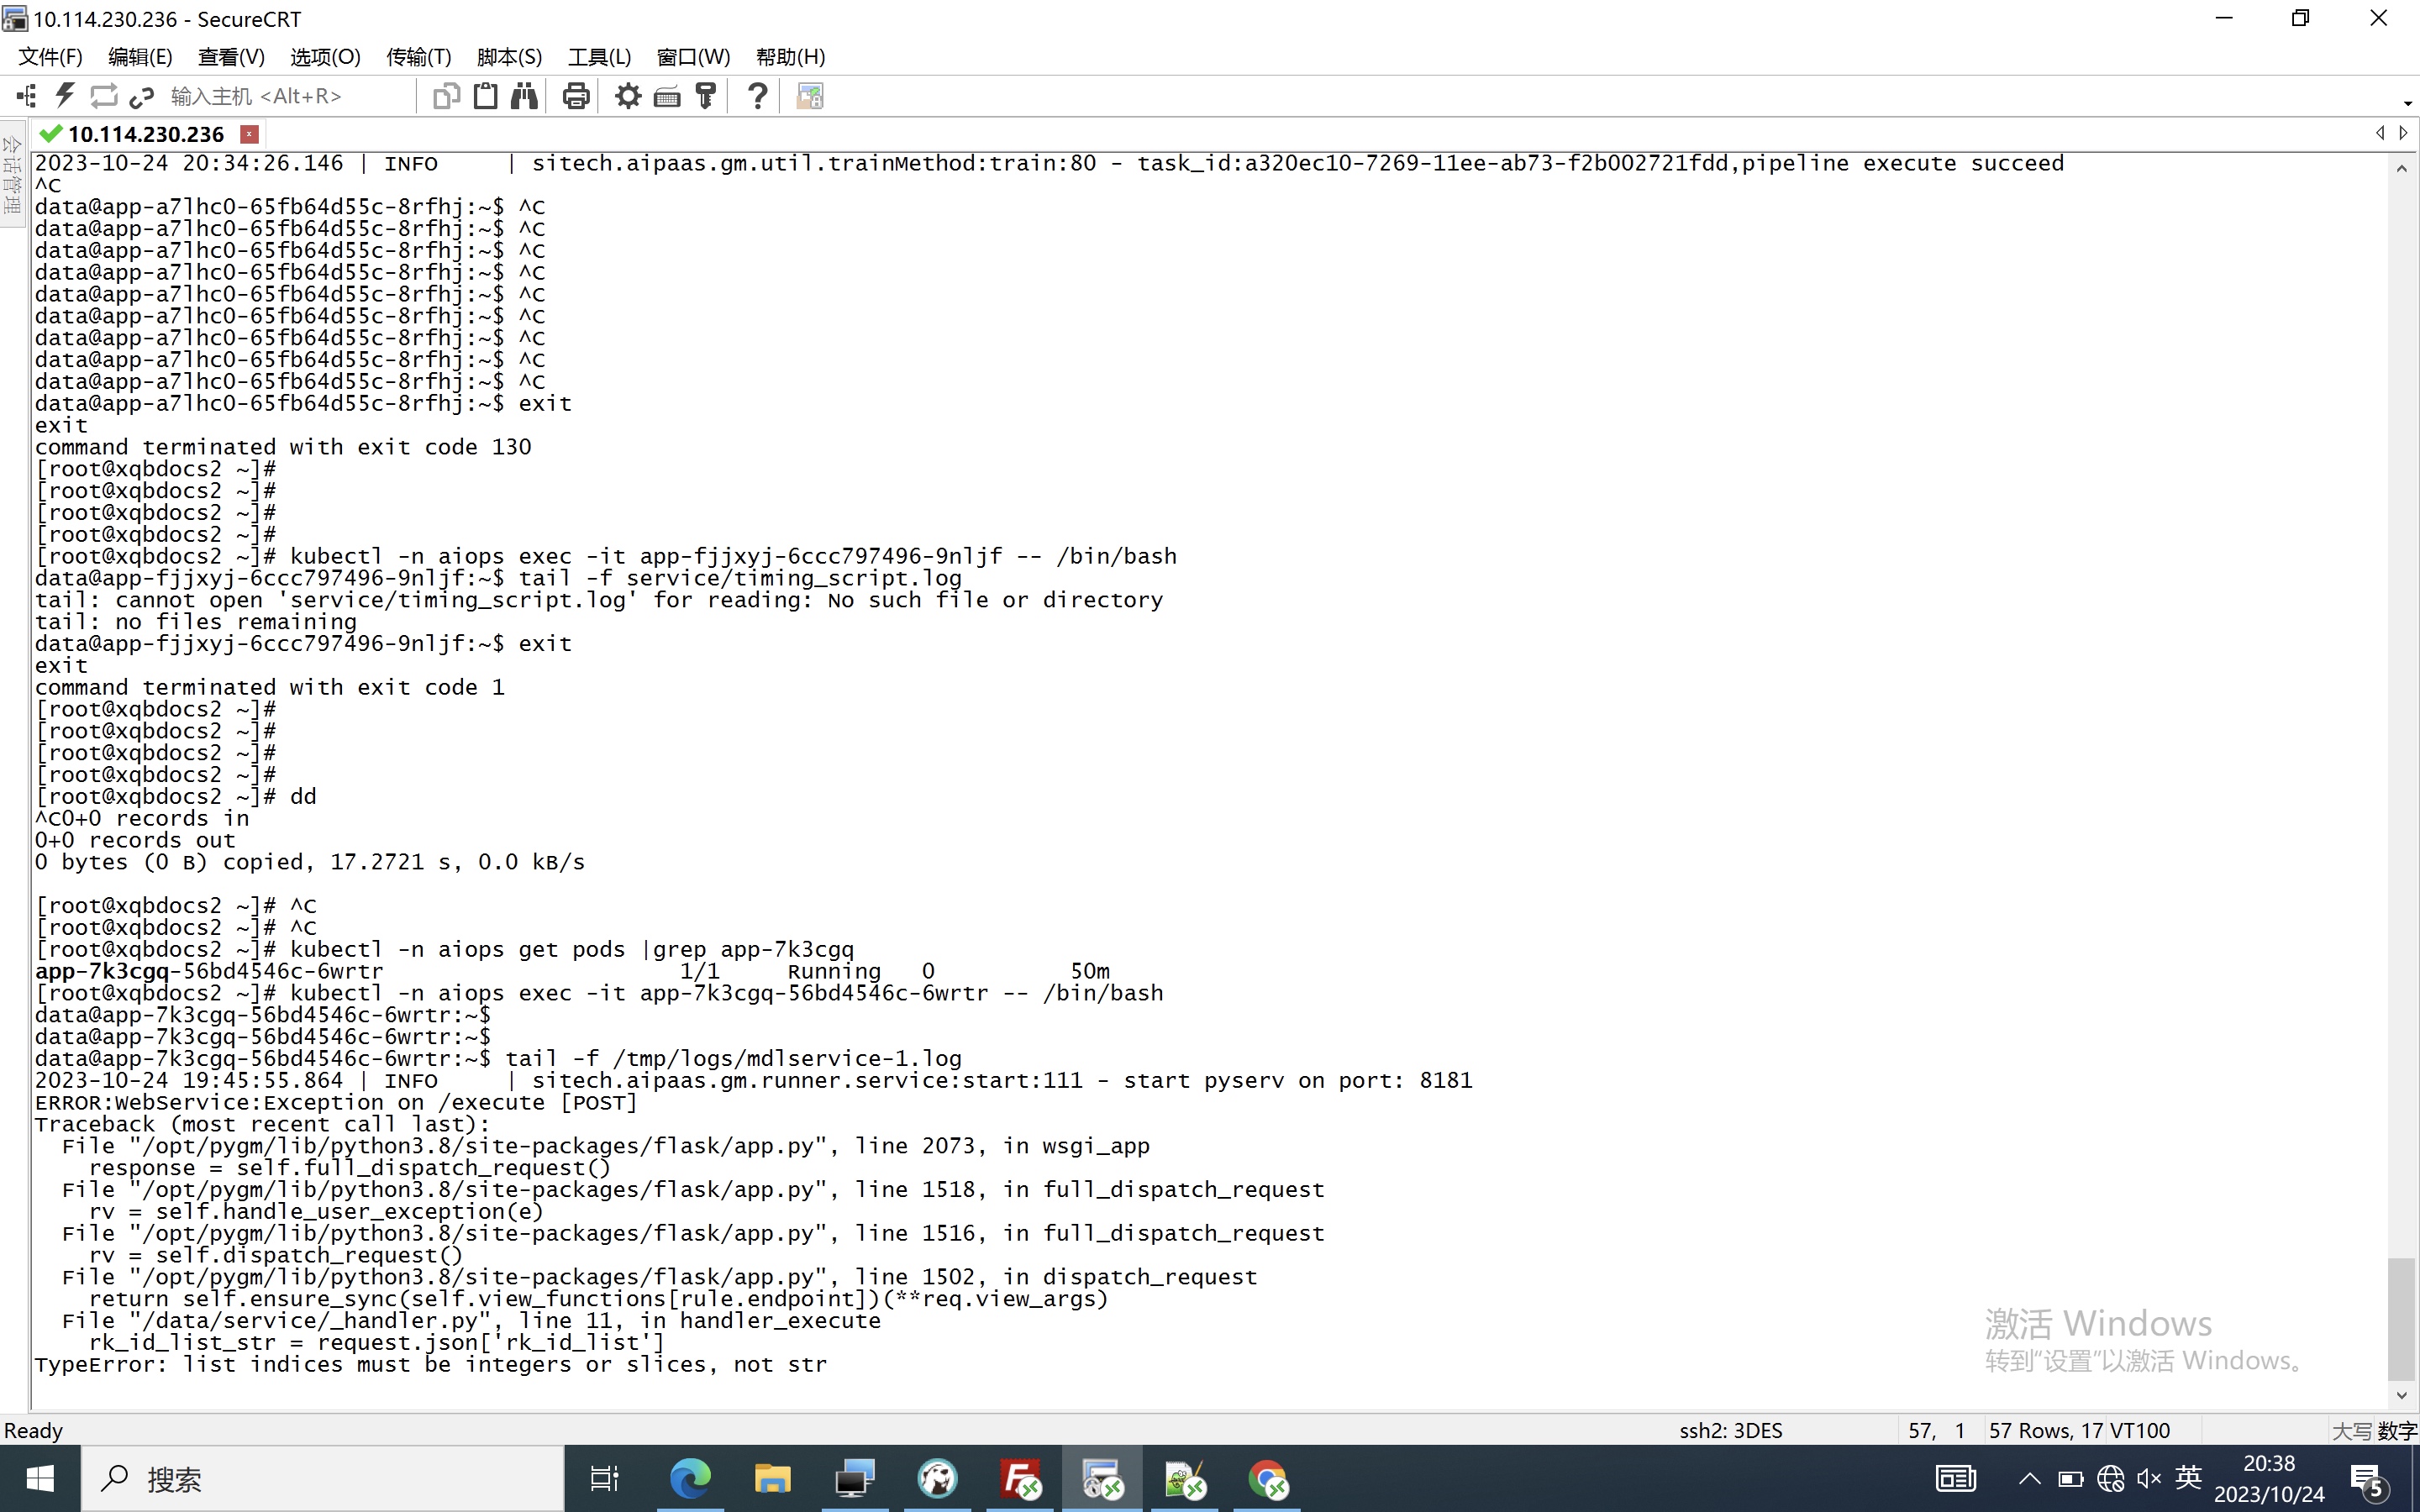 10.114.230.236 - SecureCRT
文件(F) 编辑(E) 查看(V) 选项(O) 传输(T) 脚本(S) 工具(L) 窗口(W) 帮助(H)
输入主机 <Alt+R>
会话管理
10.114.230.236
2023-10-24 20:34:26.146 | INFO     | sitech.aipaas.gm.util.trainMethod:train:80 - task_id:a320ec10-7269-11ee-ab73-f2b002721fdd,pipeline execute succeed
^C
data@app-a7lhc0-65fb64d55c-8rfhj:~$ ^C
data@app-a7lhc0-65fb64d55c-8rfhj:~$ ^C
data@app-a7lhc0-65fb64d55c-8rfhj:~$ ^C
data@app-a7lhc0-65fb64d55c-8rfhj:~$ ^C
data@app-a7lhc0-65fb64d55c-8rfhj:~$ ^C
data@app-a7lhc0-65fb64d55c-8rfhj:~$ ^C
data@app-a7lhc0-65fb64d55c-8rfhj:~$ ^C
data@app-a7lhc0-65fb64d55c-8rfhj:~$ ^C
data@app-a7lhc0-65fb64d55c-8rfhj:~$ ^C
data@app-a7lhc0-65fb64d55c-8rfhj:~$ exit
exit
command terminated with exit code 130
[root@xqbdocs2 ~]#
[root@xqbdocs2 ~]#
[root@xqbdocs2 ~]#
[root@xqbdocs2 ~]#
[root@xqbdocs2 ~]# kubectl -n aiops exec -it app-fjjxyj-6ccc797496-9nljf -- /bin/bash
data@app-fjjxyj-6ccc797496-9nljf:~$ tail -f service/timing_script.log
tail: cannot open 'service/timing_script.log' for reading: No such file or directory
tail: no files remaining
data@app-fjjxyj-6ccc797496-9nljf:~$ exit
exit
command terminated with exit code 1
[root@xqbdocs2 ~]#
[root@xqbdocs2 ~]#
[root@xqbdocs2 ~]#
[root@xqbdocs2 ~]#
[root@xqbdocs2 ~]# dd
^C0+0 records in
0+0 records out
0 bytes (0 B) copied, 17.2721 s, 0.0 kB/s
[root@xqbdocs2 ~]# ^C
[root@xqbdocs2 ~]# ^C
[root@xqbdocs2 ~]# kubectl -n aiops get pods |grep app-7k3cgq
app-7k3cgq-56bd4546c-6wrtr                      1/1     Running   0          50m
[root@xqbdocs2 ~]# kubectl -n aiops exec -it app-7k3cgq-56bd4546c-6wrtr -- /bin/bash
data@app-7k3cgq-56bd4546c-6wrtr:~$
data@app-7k3cgq-56bd4546c-6wrtr:~$
data@app-7k3cgq-56bd4546c-6wrtr:~$ tail -f /tmp/logs/mdlservice-1.log
2023-10-24 19:45:55.864 | INFO     | sitech.aipaas.gm.runner.service:start:111 - start pyserv on port: 8181
ERROR:WebService:Exception on /execute [POST]
Traceback (most recent call last):
  File "/opt/pygm/lib/python3.8/site-packages/flask/app.py", line 2073, in wsgi_app
    response = self.full_dispatch_request()
  File "/opt/pygm/lib/python3.8/site-packages/flask/app.py", line 1518, in full_dispatch_request
    rv = self.handle_user_exception(e)
  File "/opt/pygm/lib/python3.8/site-packages/flask/app.py", line 1516, in full_dispatch_request
    rv = self.dispatch_request()
  File "/opt/pygm/lib/python3.8/site-packages/flask/app.py", line 1502, in dispatch_request
    return self.ensure_sync(self.view_functions[rule.endpoint])(**req.view_args)
  File "/data/service/_handler.py", line 11, in handler_execute
    rk_id_list_str = request.json['rk_id_list']
TypeError: list indices must be integers or slices, not str
激活 Windows
转到"设置"以激活 Windows。
Ready ssh2: 3DES 57, 1 57 Rows, 17 VT100 大写 数字
搜索
英
20:38
2023/10/24
5